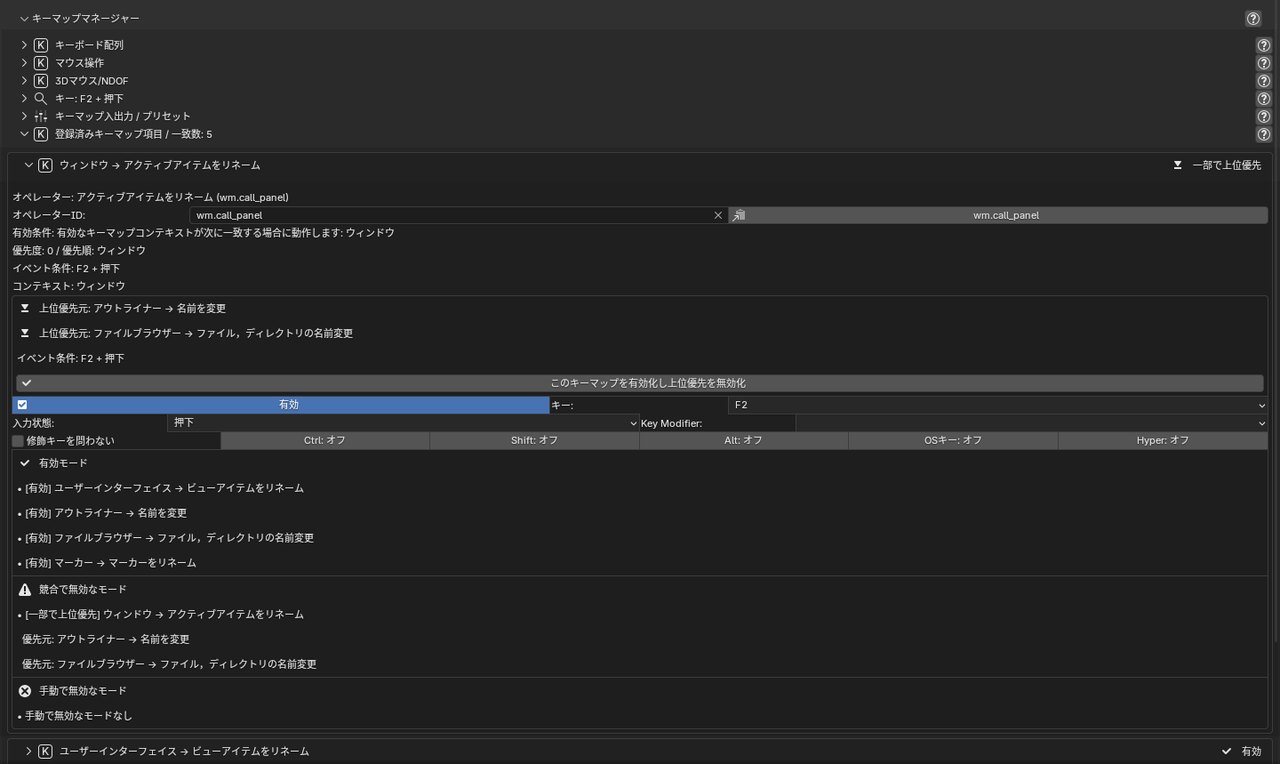 キーマップマネージャー
キーボード配列
マウス操作
3Dマウス/NDOF
キー: F2 + 押下
キーマップ入出力 / プリセット
登録済みキーマップ項目 / 一致数: 5
ウィンドウ → アクティブアイテムをリネーム 一部で上位優先
オペレーター: アクティブアイテムをリネーム (wm.call_panel)
オペレーターID: wm.call_panel wm.call_panel
有効条件: 有効なキーマップコンテキストが次に一致する場合に動作します: ウィンドウ
優先度: 0 / 優先順: ウィンドウ
イベント条件: F2 + 押下
コンテキスト: ウィンドウ
上位優先元: アウトライナー → 名前を変更
上位優先元: ファイルブラウザー → ファイル，ディレクトリの名前変更
イベント条件: F2 + 押下
このキーマップを有効化し上位優先を無効化
有効 キー: F2
入力状態: 押下 Key Modifier:
修飾キーを問わない Ctrl: オフ Shift: オフ Alt: オフ OSキー: オフ Hyper: オフ
有効モード
• [有効] ユーザーインターフェイス → ビューアイテムをリネーム
• [有効] アウトライナー → 名前を変更
• [有効] ファイルブラウザー → ファイル，ディレクトリの名前変更
• [有効] マーカー → マーカーをリネーム
競合で無効なモード
• [一部で上位優先] ウィンドウ → アクティブアイテムをリネーム
優先元: アウトライナー → 名前を変更
優先元: ファイルブラウザー → ファイル，ディレクトリの名前変更
手動で無効なモード
• 手動で無効なモードなし
ユーザーインターフェイス → ビューアイテムをリネーム 有効